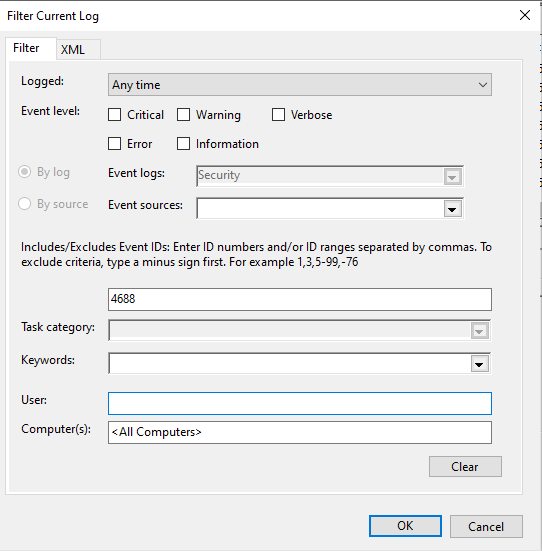 Filter Current Log
Filter XML
Logged: Any time
Event level: Critical Warning Verbose
Error Information
By log Event logs: Security
By source Event sources:
Includes/Excludes Event IDs: Enter ID numbers and/or ID ranges separated by commas. To
exclude criteria, type a minus sign first. For example 1,3,5-99,-76
4688
Task category:
Keywords:
User:
Computer(s): <All Computers>
Clear
OK Cancel